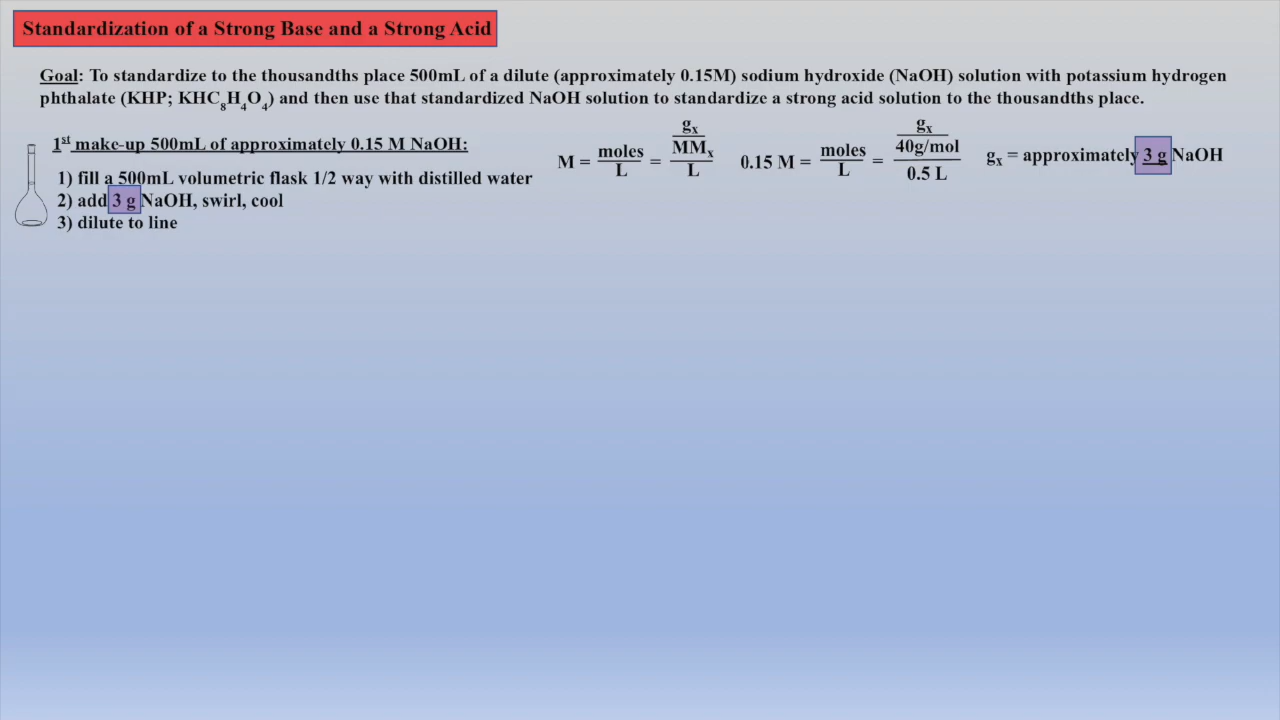 Standardization of a Strong Base and a Strong Acid
Goal: To standardize to the thousandths place 500mL of a dilute (approximately 0.15M) sodium hydroxide (NaOH) solution with potassium hydrogen
phthalate (KHP; KHC8H4O4) and then use that standardized NaOH solution to standardize a strong acid solution to the thousandths place.
1st make-up 500mL of approximately 0.15 M NaOH:
1) fill a 500mL volumetric flask 1/2 way with distilled water
2) add 3 g NaOH, swirl, cool
3) dilute to line
M = moles/L = gx/MMx/L
0.15 M = moles/L = gx/40g/mol/0.5 L
gx = approximately 3 g NaOH